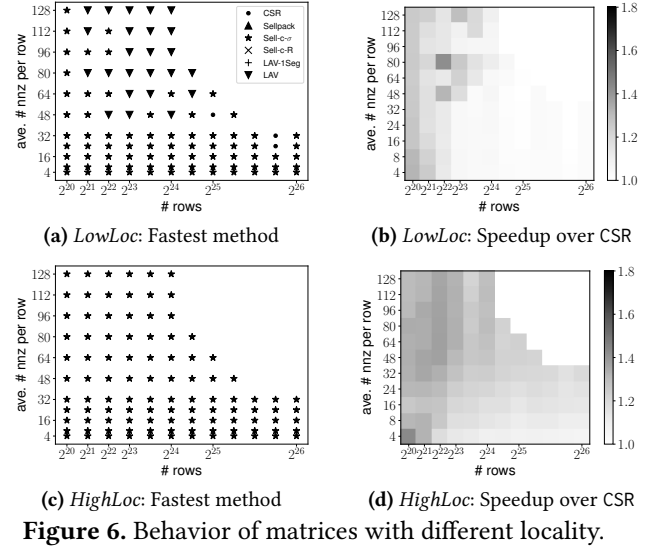 128
112
96
80
64
48
32
24
16
8
4
ave. # nnz per row
CSR
Sellpack
Sell-c-σ
Sell-c-R
LAV-1Seg
LAV
2^20 2^21 2^22 2^23 2^24 2^25 2^26
# rows
(a) LowLoc: Fastest method
128
112
96
80
64
48
32
24
16
8
4
ave. # nnz per row
2^20 2^21 2^22 2^23 2^24 2^26
# rows
1.8
1.6
1.4
1.2
1.0
(b) LowLoc: Speedup over CSR
128
112
96
80
64
48
32
24
16
8
4
ave. # nnz per row
2^20 2^21 2^22 2^23 2^24 2^25 2^26
# rows
(c) HighLoc: Fastest method
128
112
96
80
64
48
32
24
16
8
4
ave. # nnz per row
2^20 2^21 2^22 2^23 2^24 2^26
# rows
1.8
1.6
1.4
1.2
1.0
(d) HighLoc: Speedup over CSR
Figure 6. Behavior of matrices with different locality.